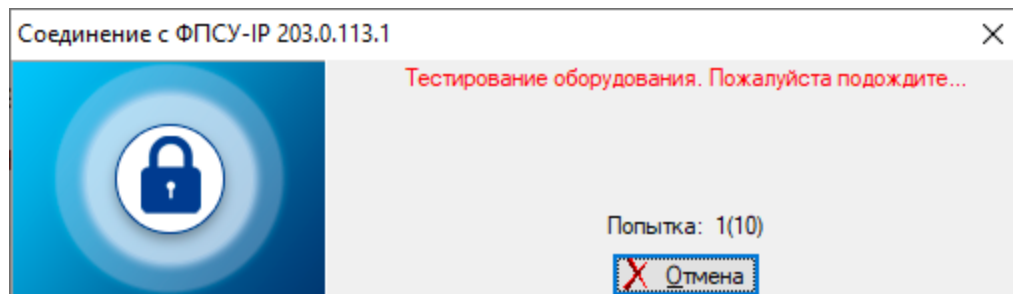 Соединение с ФПСУ-IP 203.0.113.1
Тестирование оборудования. Пожалуйста подождите...
Попытка: 1(10)
Отмена